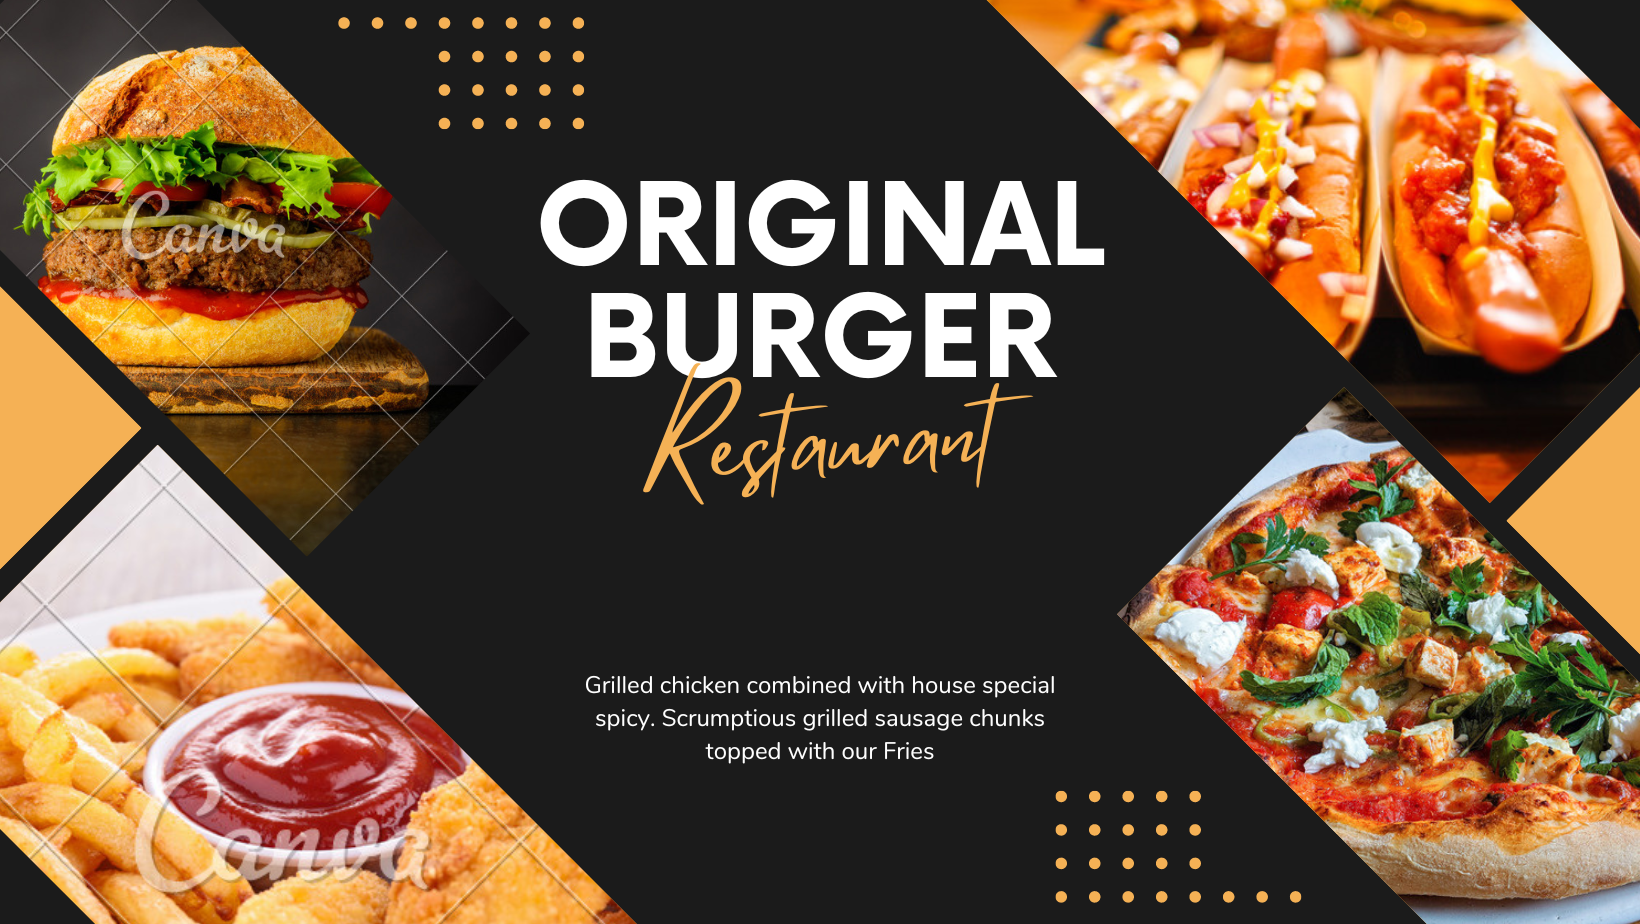 ORIGINAL
BURGER
Restaurant
Canva
Grilled chicken combined with house special
spicy. Scrumptious grilled sausage chunks
topped with our Fries
Canva